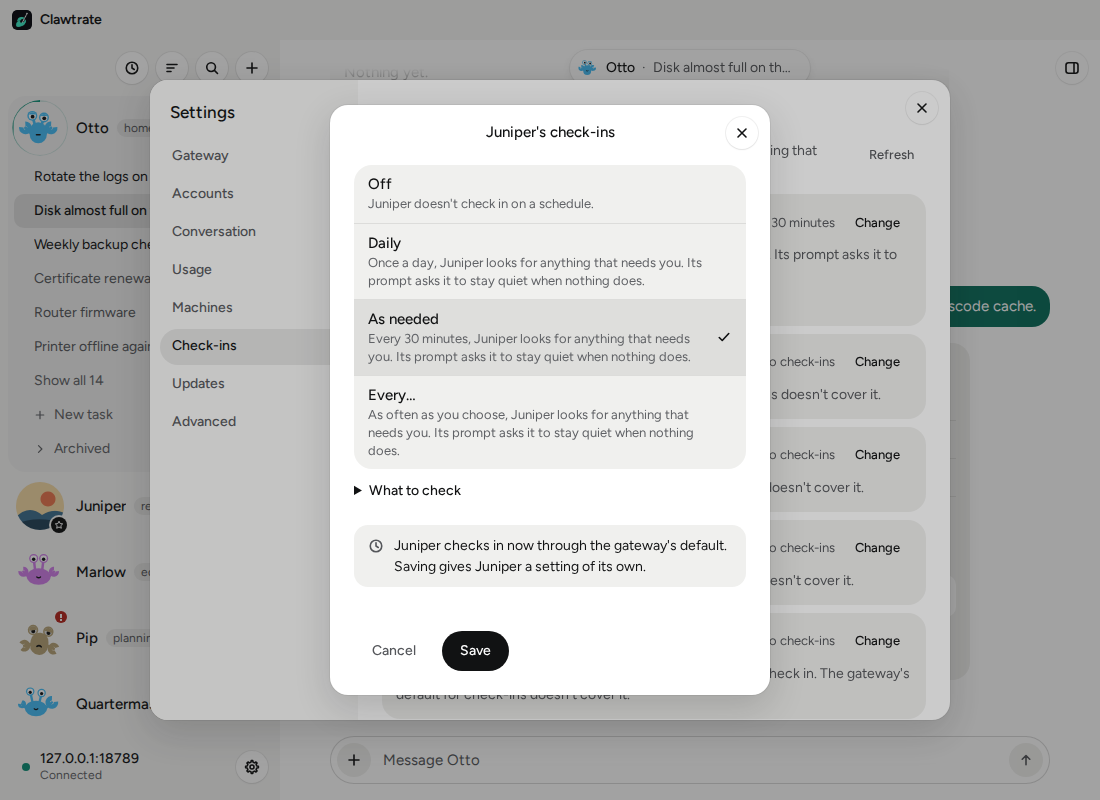 Clawtrate
Nothing yet.
Otto · Disk almost full on th...
Otto
Rotate the logs on
Disk almost full on
Weekly backup
Certificate
Router firmware
Printer offline again
Show all 14
+ New task
Archived
Juniper
Marlow
Pip
127.0.0.1:18789
Connected
Settings
Gateway
Accounts
Conversation
Usage
Machines
Check-ins
Updates
Advanced
ing that
Refresh
30 minutes
Change
Its prompt asks it to
check-ins
Change
doesn't cover it.
check-ins
Change
doesn't cover it.
check-ins
Change
cover it.
check-ins
Change
check in. The gateway's
default for check-ins doesn't cover it.
cache.
Message Otto
Juniper's check-ins
Off
Juniper doesn't check in on a schedule.
Daily
Once a day, Juniper looks for anything that needs you. Its
prompt asks it to stay quiet when nothing does.
As needed
Every 30 minutes, Juniper looks for anything that needs
you. Its prompt asks it to stay quiet when nothing does.
Every...
As often as you choose, Juniper looks for anything that
needs you. Its prompt asks it to stay quiet when nothing
does.
What to check
Juniper checks in now through the gateway's default.
Saving gives Juniper a setting of its own.
Cancel
Save